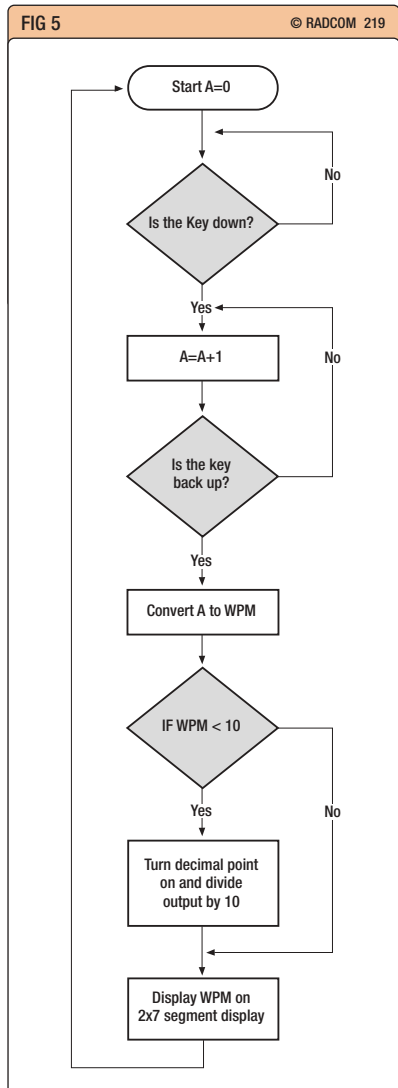 FIG 5
© RADCOM 219
Start A=0
No
Is the Key down?
Yes
A=A+1
No
Is the key
back up?
Yes
Convert A to WPM
IF WPM < 10
Yes
No
Turn decimal point
on and divide
output by 10
Display WPM on
2x7 segment display